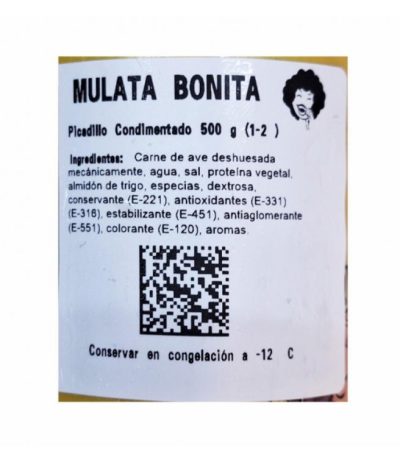 MULATA BONITA
Picadillo Condimentado 500 g (1-2 )
Ingredientes: Carne de ave deshuesada
mecánicamente, agua, sal, proteína vegetal,
almidón de trigo, especias, dextrosa,
conservante (E-221), antioxidantes (E-331)
(E-316), estabilizante (E-451), antiaglomerante
(E-551), colorante (E-120), aromas.
Conservar en congelación a -12 C